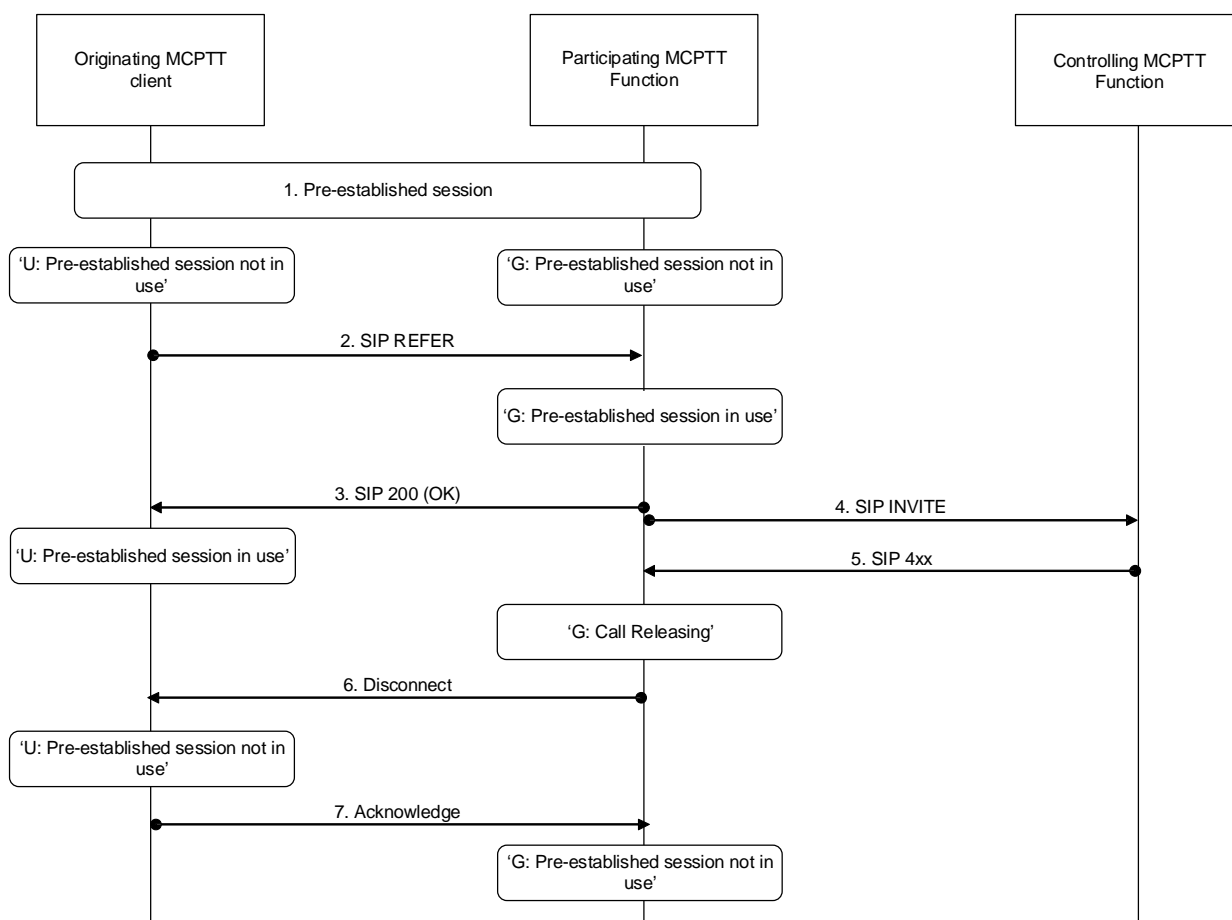 Originating MCPTT
client
Participating MCPTT
Function
Controlling MCPTT
Function
1. Pre-established session
‘U: Pre-established session not in
use’
‘G: Pre-established session not in
use’
2. SIP REFER
‘G: Pre-established session in use’
3. SIP 200 (OK)
4. SIP INVITE
‘U: Pre-established session in use’
5. SIP 4xx
‘G: Call Releasing’
6. Disconnect
‘U: Pre-established session not in
use’
7. Acknowledge
‘G: Pre-established session not in
use’